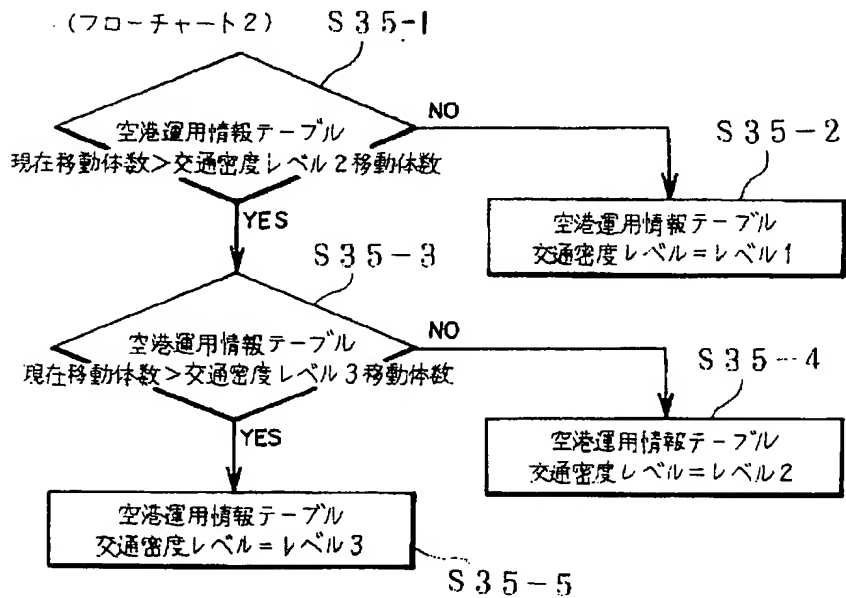 (フローチャート2)
S35-1
空港運用情報テーブル
現在移動体数>交通密度レベル2移動体数
NO
S35-2
YES
空港運用情報テーブル
交通密度レベル=レベル1
S35-3
空港運用情報テーブル
現在移動体数>交通密度レベル3移動体数
NO
S35-4
YES
空港運用情報テーブル
交通密度レベル=レベル2
空港運用情報テーブル
交通密度レベル=レベル3
S35-5